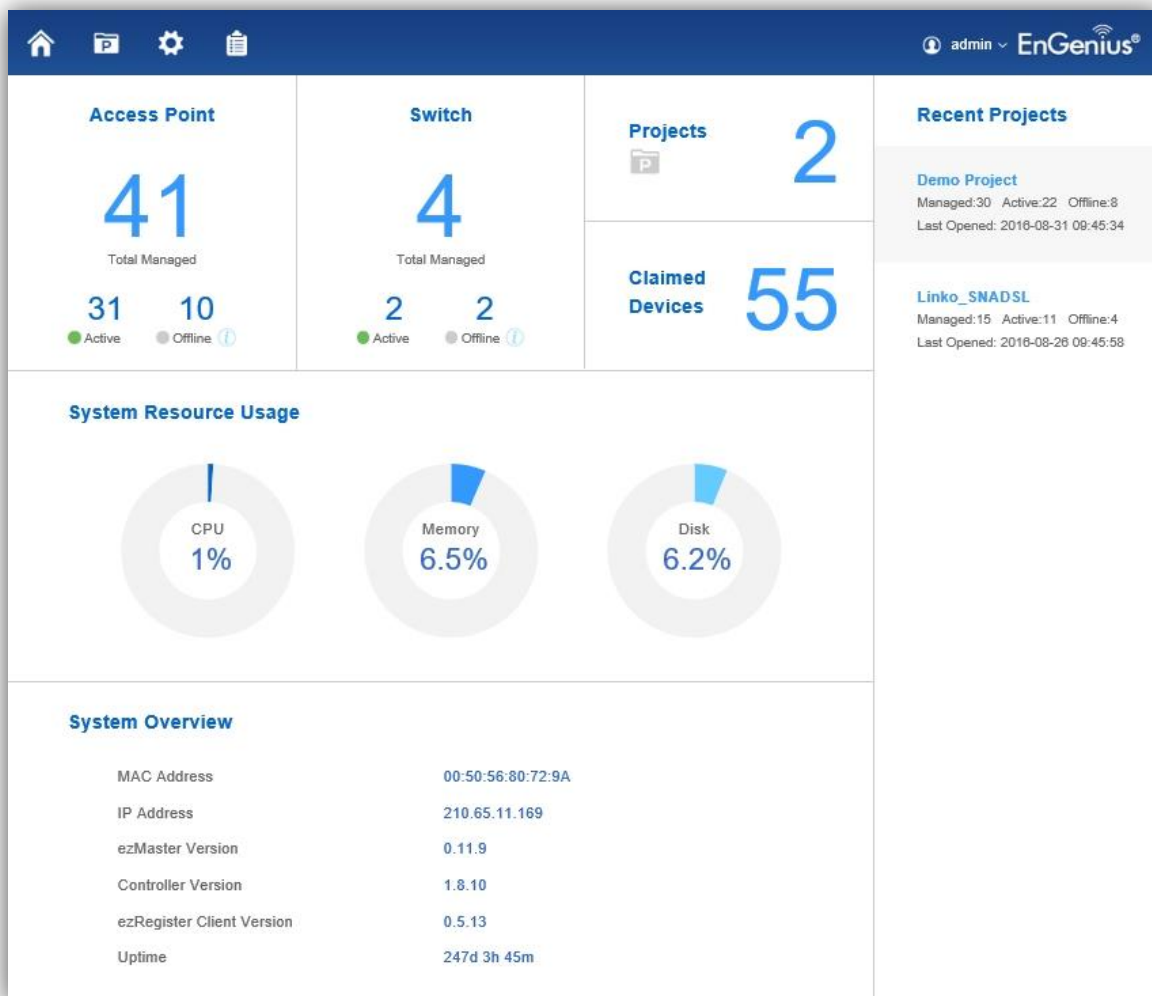 admin
EnGenius®
Access Point
41
Total Managed
31 10
Active Offline i
Switch
4
Total Managed
2 2
Active Offline i
Projects
P
2
Claimed
Devices
55
Recent Projects
Demo Project
Managed:30 Active:22 Offline:8
Last Opened: 2016-08-31 09:45:34
Linko_SNADSL
Managed:15 Active:11 Offline:4
Last Opened: 2016-08-26 09:45:58
System Resource Usage
CPU
1%
Memory
6.5%
Disk
6.2%
System Overview
MAC Address 00:50:56:80:72:9A
IP Address 210.65.11.169
ezMaster Version 0.11.9
Controller Version 1.8.10
ezRegister Client Version 0.5.13
Uptime 247d 3h 45m